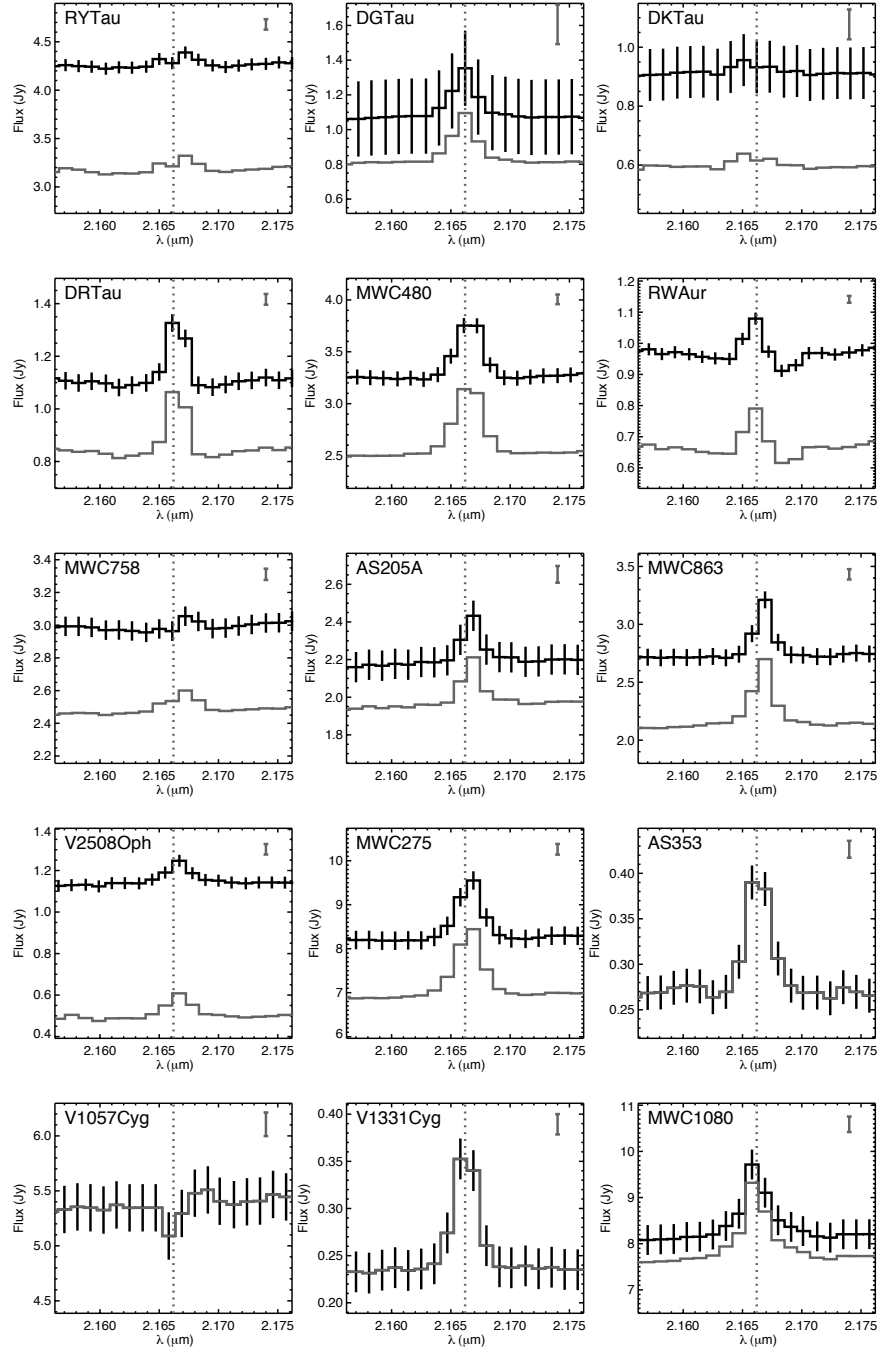 RYTau
DGTau
DKTau
Flux (Jy)
4.5
4.0
3.5
3.0
2.160 2.165 2.170 2.175
λ (μm)
Flux (Jy)
1.6
1.4
1.2
1.0
0.8
0.6
2.160 2.165 2.170 2.175
λ (μm)
Flux (Jy)
1.0
0.8
0.6
2.160 2.165 2.170 2.175
λ (μm)
DRTau
MWC480
RWAur
Flux (Jy)
1.4
1.2
1.0
0.8
2.160 2.165 2.170 2.175
λ (μm)
Flux (Jy)
4.0
3.5
3.0
2.5
2.160 2.165 2.170 2.175
λ (μm)
Flux (Jy)
1.2
1.1
1.0
0.9
0.8
0.7
0.6
2.160 2.165 2.170 2.175
λ (μm)
MWC758
AS205A
MWC863
Flux (Jy)
3.4
3.2
3.0
2.8
2.6
2.4
2.2
2.160 2.165 2.170 2.175
λ (μm)
Flux (Jy)
2.6
2.4
2.2
2.0
1.8
2.160 2.165 2.170 2.175
λ (μm)
Flux (Jy)
3.5
3.0
2.5
2.0
2.160 2.165 2.170 2.175
λ (μm)
V2508Oph
MWC275
AS353
Flux (Jy)
1.4
1.2
1.0
0.8
0.6
0.4
2.160 2.165 2.170 2.175
λ (μm)
Flux (Jy)
10
9
8
7
6
2.160 2.165 2.170 2.175
λ (μm)
Flux (Jy)
0.40
0.35
0.30
0.25
2.160 2.165 2.170 2.175
λ (μm)
V1057Cyg
V1331Cyg
MWC1080
Flux (Jy)
6.0
5.5
5.0
4.5
2.160 2.165 2.170 2.175
λ (μm)
Flux (Jy)
0.40
0.35
0.30
0.25
0.20
2.160 2.165 2.170 2.175
λ (μm)
Flux (Jy)
11
10
9
8
7
2.160 2.165 2.170 2.175
λ (μm)